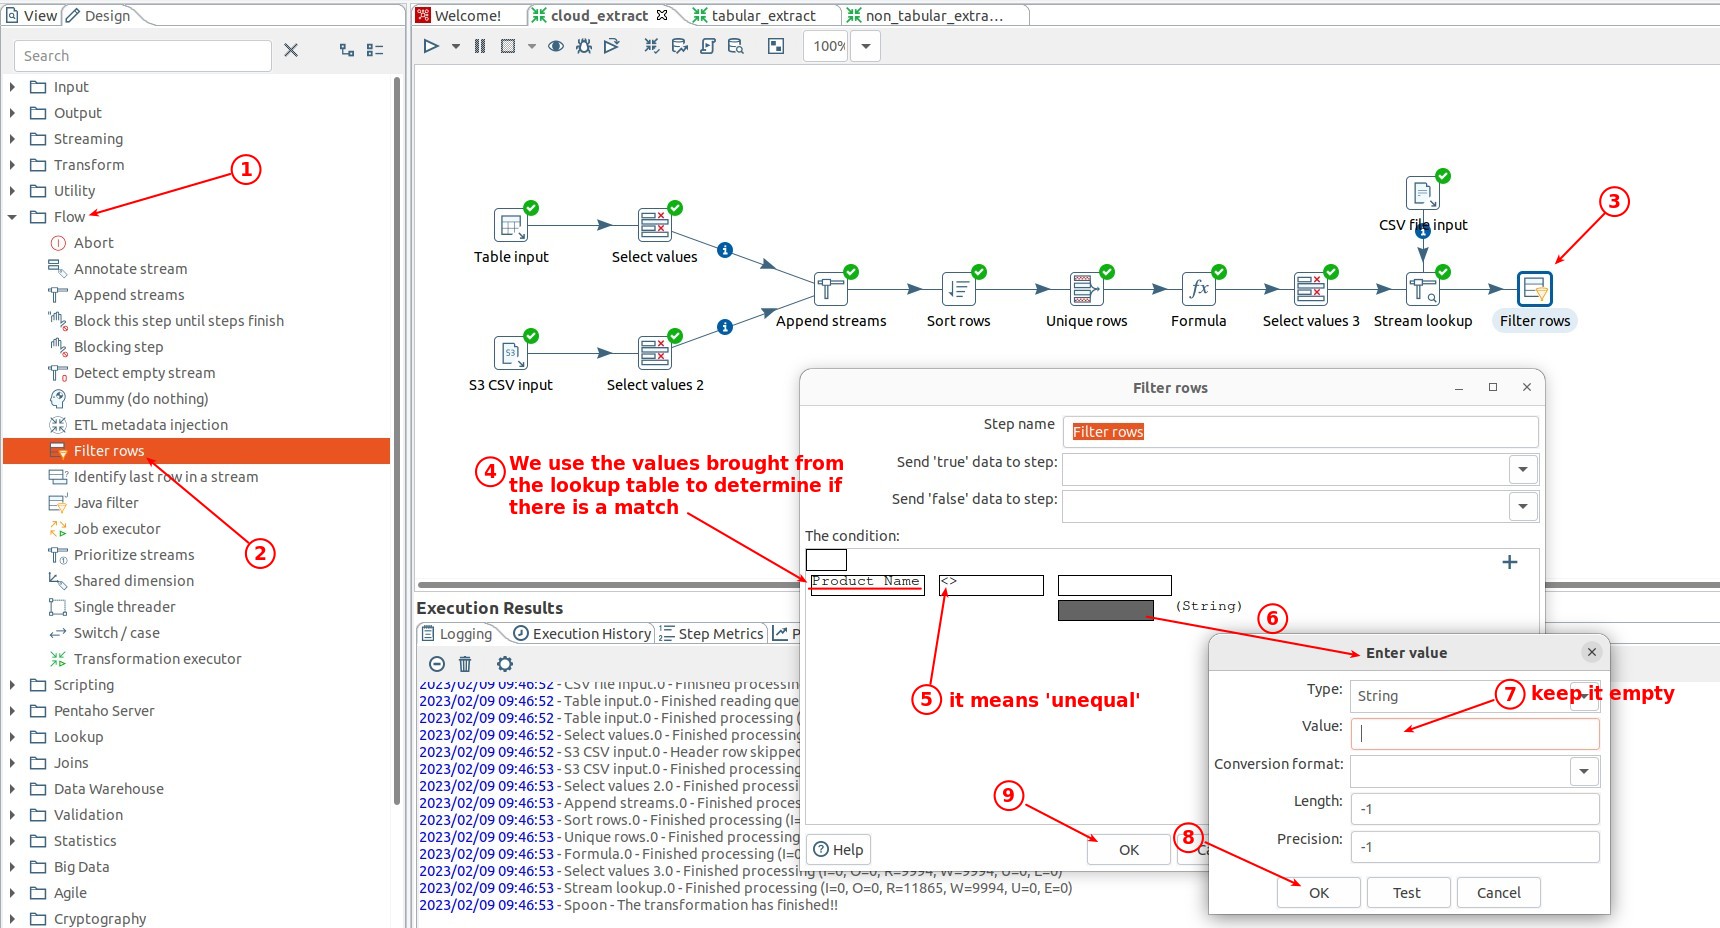 View
Design
Welcome!
cloud_extract
tabular_extract
non_tabular_extra...
Search
100%
Input
Output
Streaming
Transform
Utility
Flow
Abort
Annotate stream
Append streams
Block this step until steps finish
Blocking step
Detect empty stream
Dummy (do nothing)
ETL metadata injection
Filter rows
Identify last row in a stream
Java filter
Job executor
Prioritize streams
Shared dimension
Single threader
Switch / case
Transformation executor
Scripting
Pentaho Server
Lookup
Joins
Data Warehouse
Validation
Statistics
Big Data
Agile
Cryptography
1
2
3
Table input
Select values
S3 CSV input
Select values 2
Append streams
Sort rows
Unique rows
Formula
Select values 3
CSV file input
Stream lookup
Filter rows
Filter rows
Step name
Filter rows
Send 'true' data to step:
Send 'false' data to step:
The condition:
Product Name
<>
(String)
4 We use the values brought from
the lookup table to determine if
there is a match
5 it means 'unequal'
6
9
Help
OK
Enter value
Type:
String
7 keep it empty
Value:
Conversion format:
Length:
-1
Precision:
-1
8
OK
Test
Cancel
Execution Results
Logging
Execution History
Step Metrics
P
2023/02/09 09:46:52 - CSV file input.0 - Finished processin
2023/02/09 09:46:52 - Table input.0 - Finished reading que
2023/02/09 09:46:52 - Table input.0 - Finished processing (
2023/02/09 09:46:52 - Select values.0 - Finished processing
2023/02/09 09:46:52 - S3 CSV input.0 - Header row skipped
2023/02/09 09:46:53 - S3 CSV input.0 - Finished processing
2023/02/09 09:46:53 - Select values 2.0 - Finished processi
2023/02/09 09:46:53 - Append streams.0 - Finished proces
2023/02/09 09:46:53 - Sort rows.0 - Finished processing (I=
2023/02/09 09:46:53 - Unique rows.0 - Finished processing
2023/02/09 09:46:53 - Formula.0 - Finished processing (I=0
2023/02/09 09:46:53 - Select values 3.0 - Finished processing (I=0, O=0, R=9994, W=9994, U=0, E=0)
2023/02/09 09:46:53 - Stream lookup.0 - Finished processing (I=0, O=0, R=11865, W=9994, U=0, E=0)
2023/02/09 09:46:53 - Spoon - The transformation has finished!!